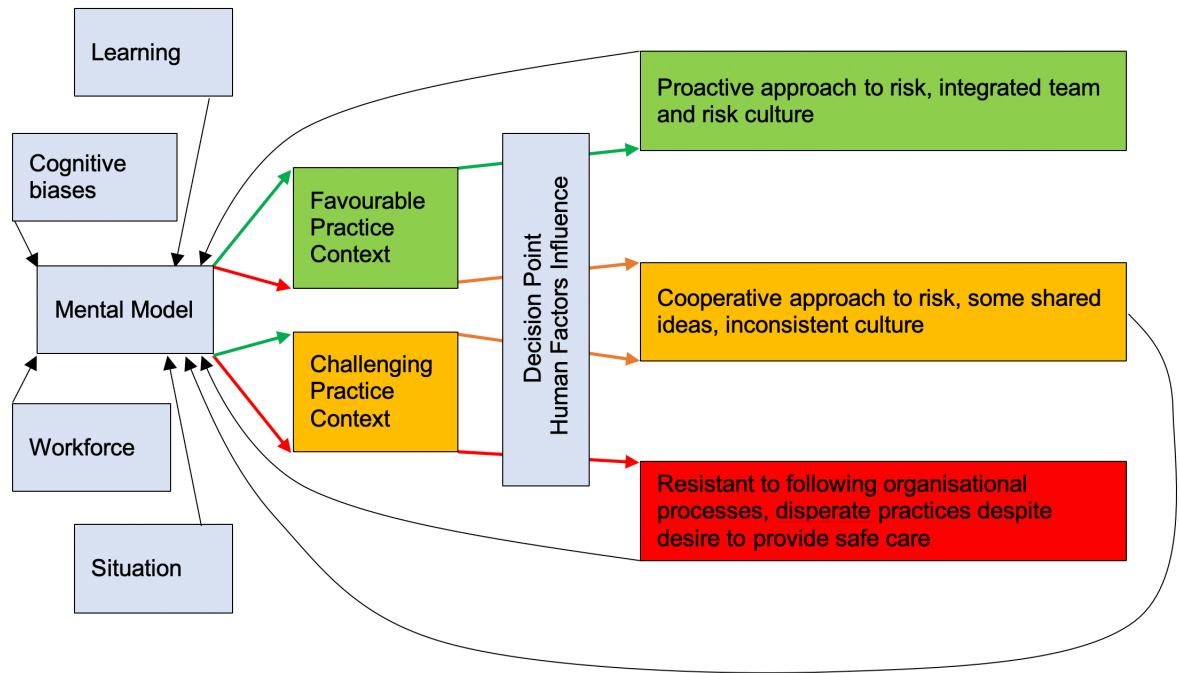 Learning
Cognitive
biases
Mental Model
Workforce
Situation
Favourable
Practice
Context
Challenging
Practice
Context
Decision Point
Human Factors Influence
Proactive approach to risk, integrated team
and risk culture
Cooperative approach to risk, some shared
ideas, inconsistent culture
Resistant to following organisational
processes, disperate practices despite
desire to provide safe care